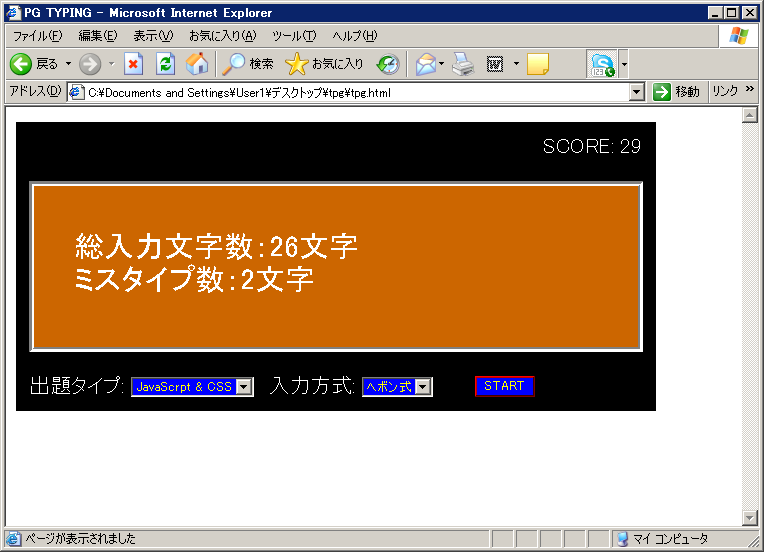 PG TYPING - Microsoft Internet Explorer
ファイル(F) 編集(E) 表示(V) お気に入り(A) ツール(T) ヘルプ(H)
戻る 検索 お気に入り
アドレス(D) C:¥Documents and Settings¥User1¥デスクトップ¥tpg¥tpg.html 移動 リンク »
SCORE: 29
総入力文字数:26文字
ミスタイプ数:2文字
出題タイプ: JavaScrpt & CSS 入力方式: ヘボン式 START
ページが表示されました マイ コンピュータ